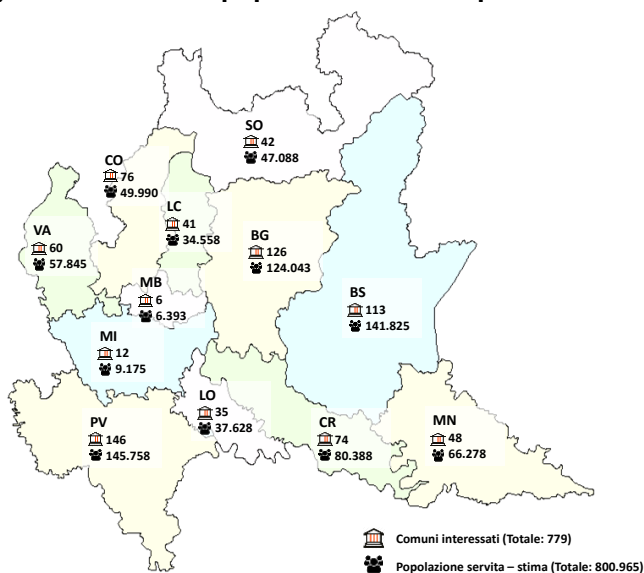 SO
42
47.088
CO
76
49.990
LC
41
34.558
VA
60
57.845
BG
126
124.043
MB
6
6.393
BS
113
141.825
MI
12
9.175
LO
35
37.628
PV
146
145.758
CR
74
80.388
MN
48
66.278
Comuni interessati (Totale: 779)
Popolazione servita – stima (Totale: 800.965)